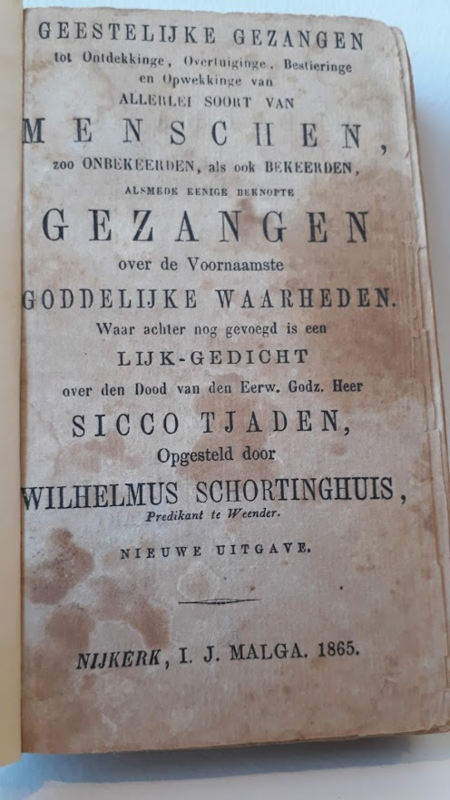 GEESTELIJKE GEZANGEN
tot Ontdekkinge, Overtuiginge, Bestieringe
en Opwekkinge van
ALLERLEI SOORT VAN
MENSCHEN,
zoo ONBEKEERDEN, als ook BEKEERDEN,
ALSMEDE EENIGE BEKNOPTE
GEZANGEN
over de Voornaamste
GODDELIJKE WAARHEDEN.
Waar achter nog gevoegd is een
LIJK-GEDICHT
over den Dood van den Eerw. Godz. Heer
SICCO TJADEN,
Opgesteld door
WILHELMUS SCHORTINGHUIS,
Predikant te Weender.
NIEUWE UITGAVE.
NIJKERK, I. J. MALGA. 1865.